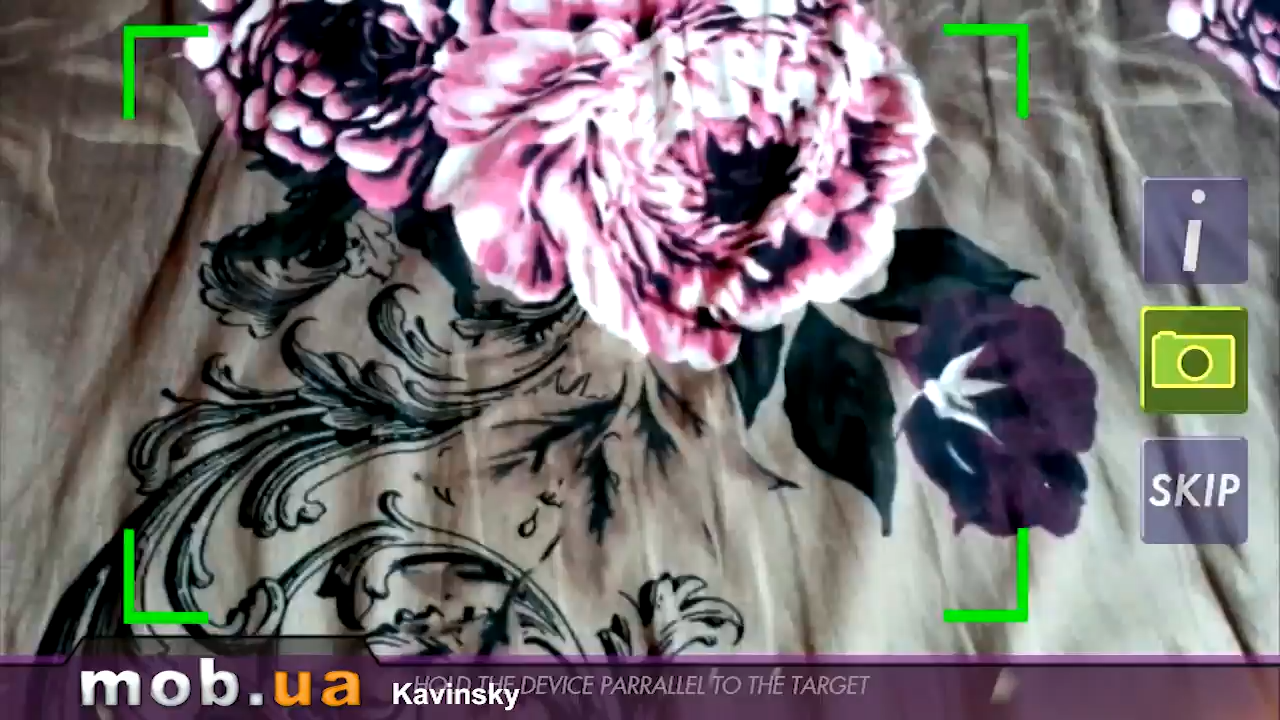 i
SKIP
HOLD THE DEVICE PARRALLEL TO THE TARGET
mob.ua
Kavinsky